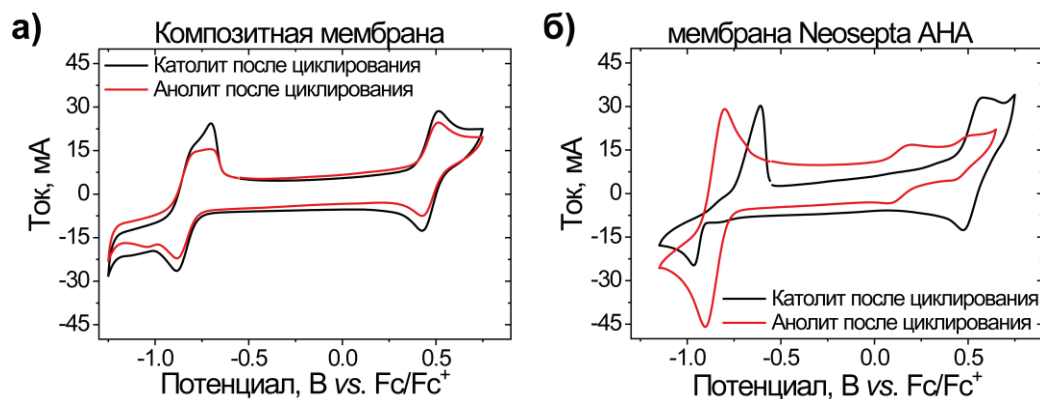 а)
Композитная мембрана
45
30
15
0
-15
-30
-45
Ток, мА
Католит после циклирования
Анолит после циклирования
-1.0 -0.5 0.0 0.5
Потенциал, В vs. Fc/Fc⁺
б)
мембрана Neosepta AHA
45
30
15
0
-15
-30
-45
Ток, мА
Католит после циклирования
Анолит после циклирования
-1.0 -0.5 0.0 0.5
Потенциал, В vs. Fc/Fc⁺